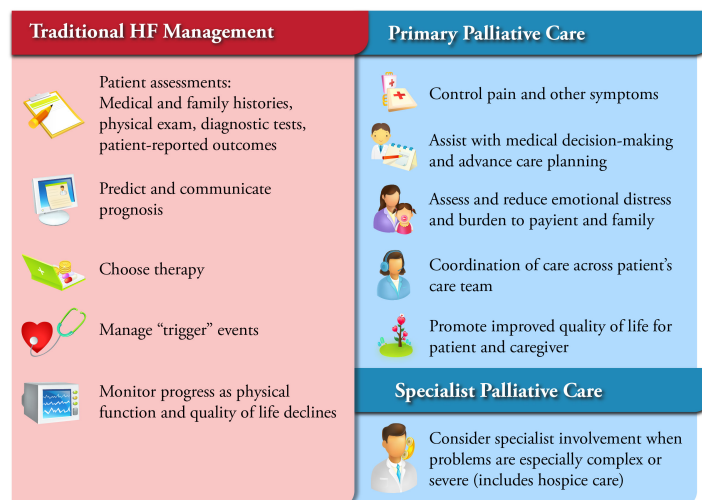 Traditional HF Management
Patient assessments:
Medical and family histories,
physical exam, diagnostic tests,
patient-reported outcomes
Predict and communicate
prognosis
Choose therapy
Manage “trigger” events
Monitor progress as physical
function and quality of life declines
Primary Palliative Care
Control pain and other symptoms
Assist with medical decision-making
and advance care planning
Assess and reduce emotional distress
and burden to payient and family
Coordination of care across patient’s
care team
Promote improved quality of life for
patient and caregiver
Specialist Palliative Care
Consider specialist involvement when
problems are especially complex or
severe (includes hospice care)